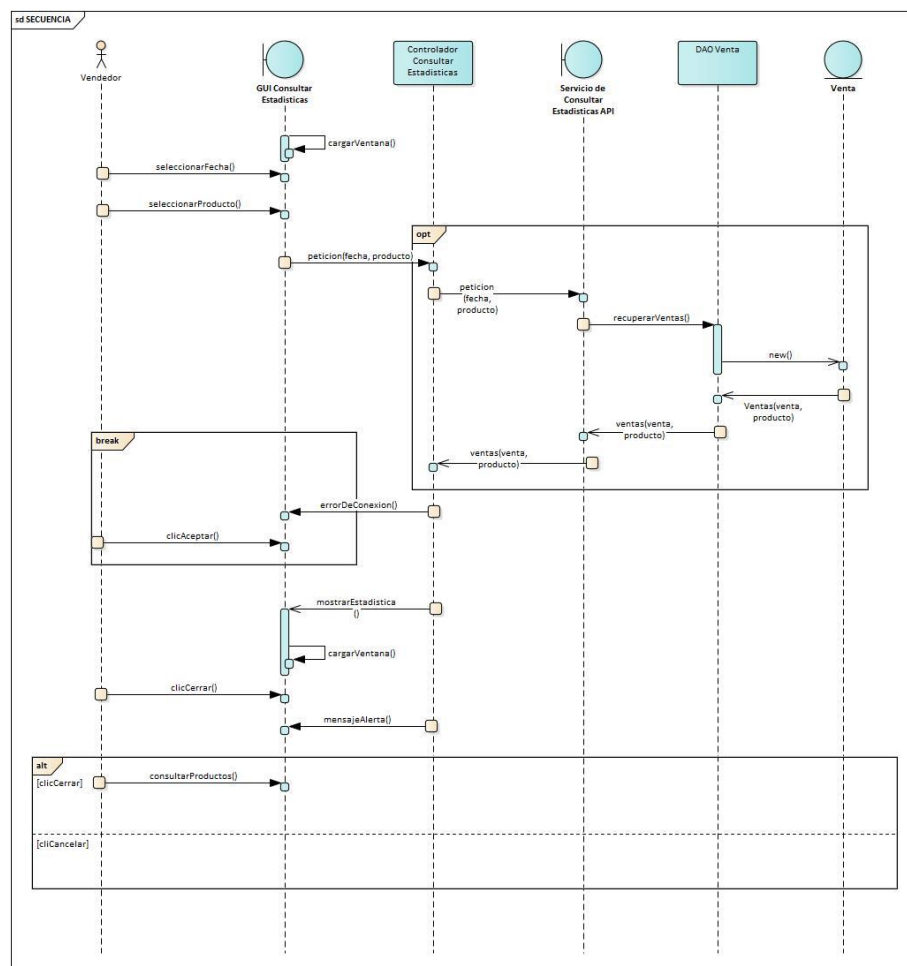 sd SECUENCIA
Vendedor
GUI Consultar
Estadisticas
Controlador
Consultar
Estadisticas
Servicio de
Consultar
Estadisticas API
DAO Venta
Venta
cargarVentana()
seleccionarFecha()
seleccionarProducto()
opt
peticion(fecha, producto)
peticion
(fecha,
producto)
recuperarVentas()
new()
Ventas(venta,
producto)
ventas(venta,
producto)
ventas(venta,
producto)
break
errorDeConexion()
clicAceptar()
mostrarEstadistica
()
cargarVentana()
clicCerrar()
mensajeAlerta()
alt
[clicCerrar]
consultarProductos()
[cliCancelar]